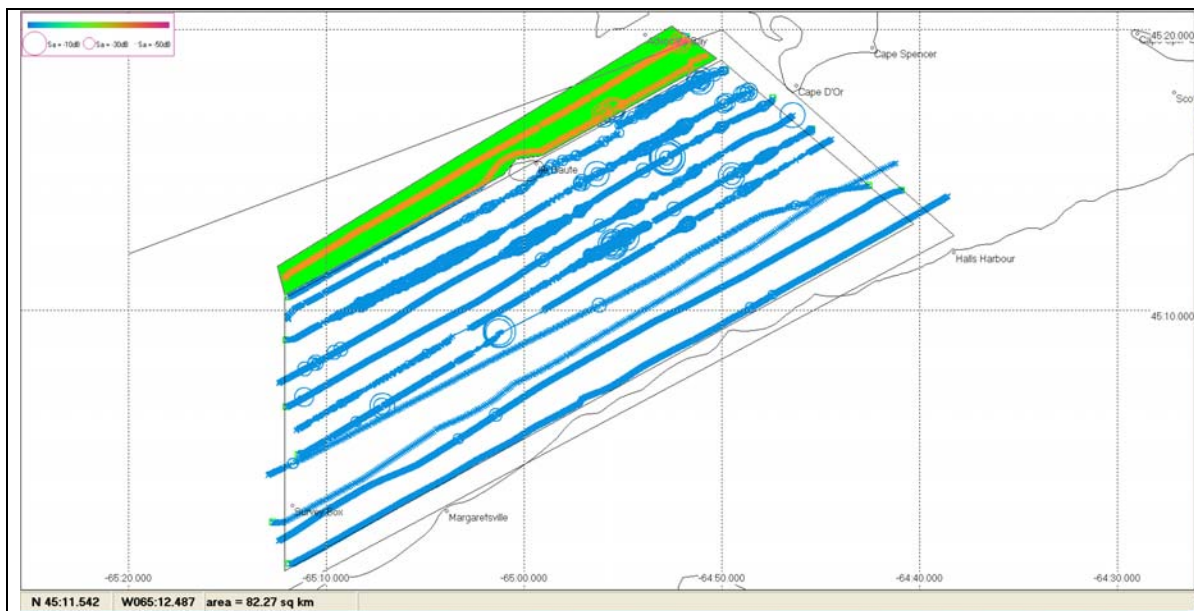 Sa = -10dB Sa = -30dB Sa = -50dB
45:20.000
Cape Spencer
Cape D'Or
Halls Harbour
45:10.000
Survey Box
Margaretsville
-65:20.000 -65:10.000 -65:00.000 -64:50.000 -64:40.000 -64:30.000
N 45:11.542 W065:12.487 area = 82.27 sq km